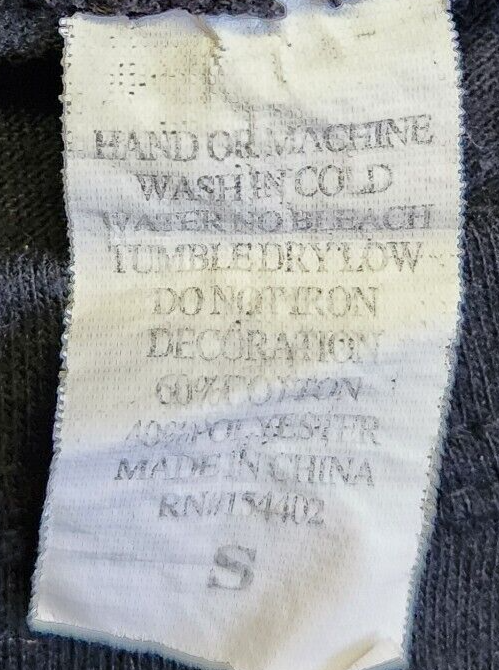 HAND OR MACHINE
WASH IN COLD
WATER NO BLEACH
TUMBLE DRY LOW
DO NOT IRON
DECORATION
60% COTTON
40% POLYESTER
MADE IN CHINA
RN#154402
S